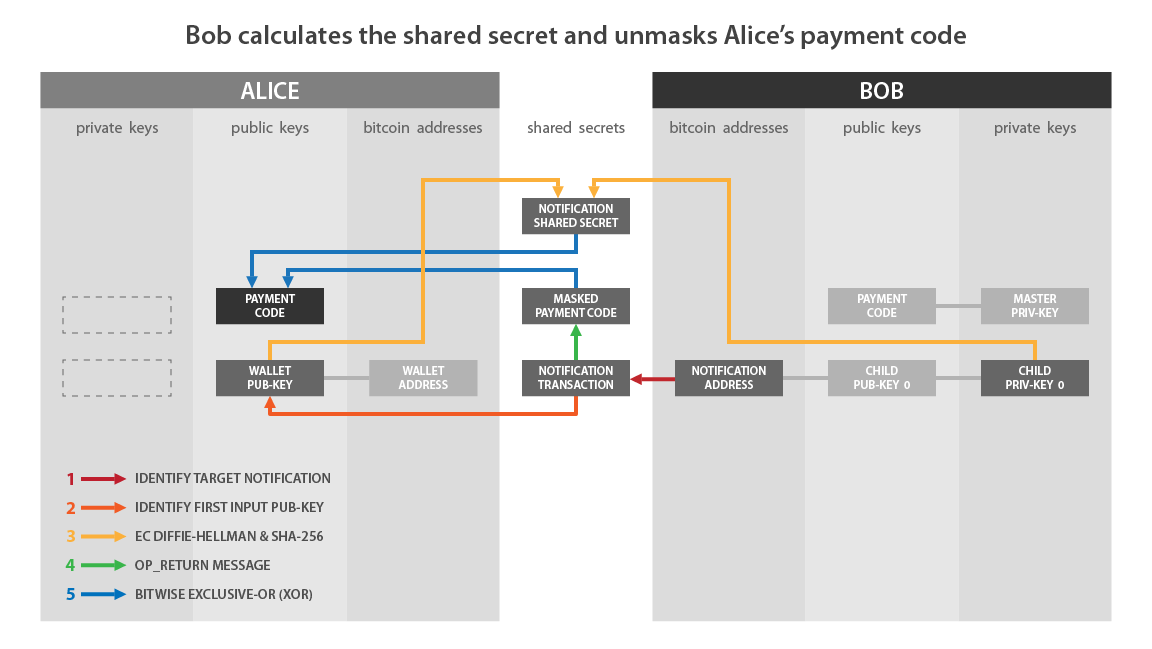 Bob calculates the shared secret and unmasks Alice’s payment code
ALICE
BOB
private keys
public keys
bitcoin addresses
shared secrets
bitcoin addresses
public keys
private keys
NOTIFICATION
SHARED SECRET
PAYMENT
CODE
MASKED
PAYMENT CODE
PAYMENT
CODE
MASTER
PRIV-KEY
WALLET
PUB-KEY
WALLET
ADDRESS
NOTIFICATION
TRANSACTION
NOTIFICATION
ADDRESS
CHILD
PUB-KEY 0
CHILD
PRIV-KEY 0
1 IDENTIFY TARGET NOTIFICATION
2 IDENTIFY FIRST INPUT PUB-KEY
3 EC DIFFIE-HELLMAN & SHA-256
4 OP_RETURN MESSAGE
5 BITWISE EXCLUSIVE-OR (XOR)